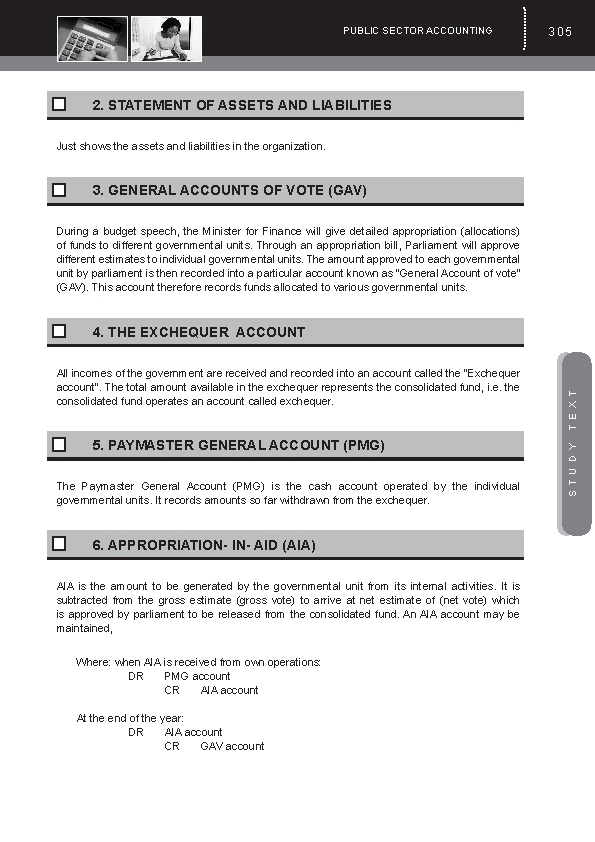 PUBLIC SECTOR ACCOUNTING 305
2. STATEMENT OF ASSETS AND LIABILITIES
Just shows the assets and liabilities in the organization.
3. GENERAL ACCOUNTS OF VOTE (GAV)
During a budget speech, the Minister for Finance will give detailed appropriation (allocations)
of funds to different governmental units. Through an appropriation bill, Parliament will approve
different estimates to individual governmental units. The amount approved to each governmental
unit by parliament is then recorded into a particular account known as "General Account of vote"
(GAV). This account therefore records funds allocated to various governmental units.
4. THE EXCHEQUER ACCOUNT
All incomes of the government are received and recorded into an account called the "Exchequer
account". The total amount available in the exchequer represents the consolidated fund, i.e. the
consolidated fund operates an account called exchequer.
5. PAYMASTER GENERAL ACCOUNT (PMG)
The Paymaster General Account (PMG) is the cash account operated by the individual
governmental units. It records amounts so far withdrawn from the exchequer.
6. APPROPRIATION- IN- AID (AIA)
AIA is the amount to be generated by the governmental unit from its internal activities. It is
subtracted from the gross estimate (gross vote) to arrive at net estimate of (net vote) which
is approved by parliament to be released from the consolidated fund. An AIA account may be
maintained,
Where: when AIA is received from own operations:
DR PMG account
CR AIA account
At the end of the year:
DR AIA account
CR GAV account
STUDY TEXT